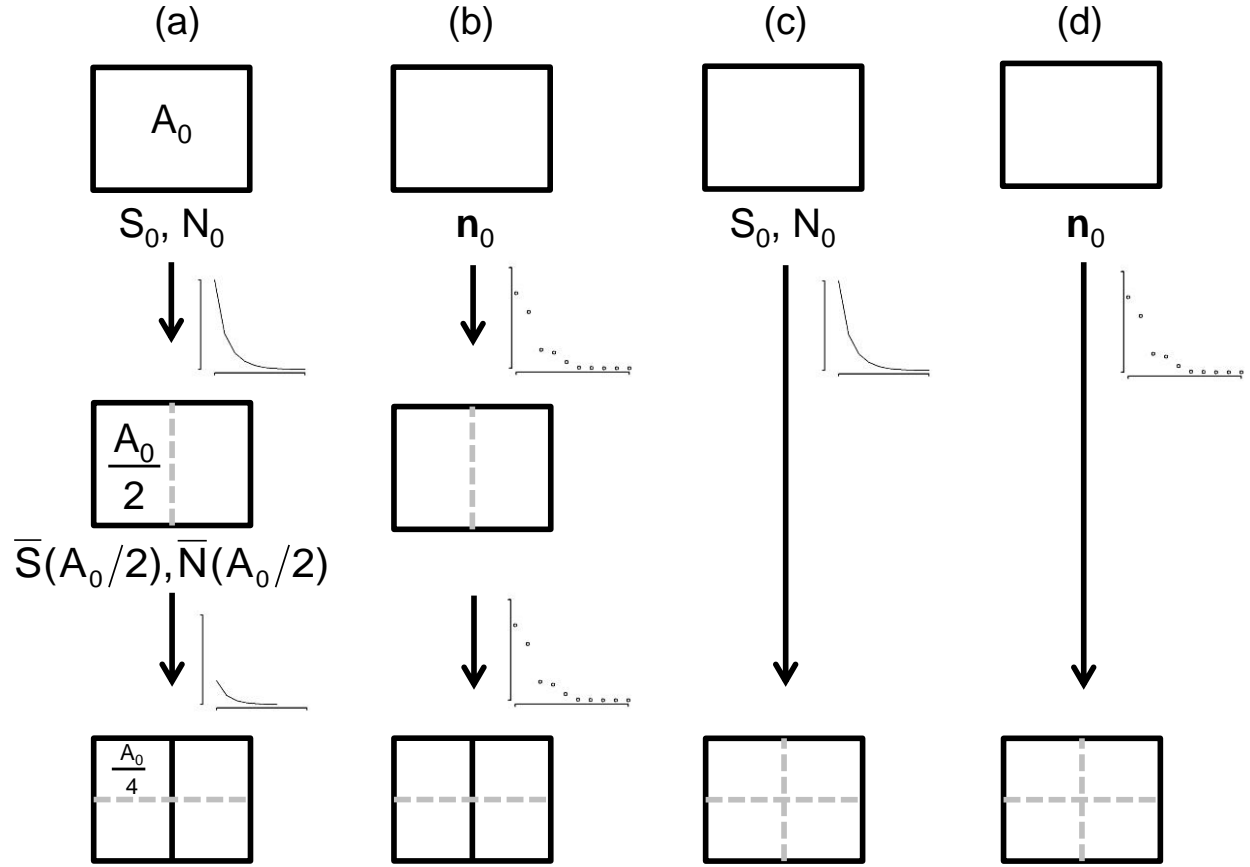 (a) (b) (c) (d)
A₀
S₀, N₀ n₀ S₀, N₀ n₀
A₀
2
S̅(A₀/2), N̅(A₀/2)
A₀
4